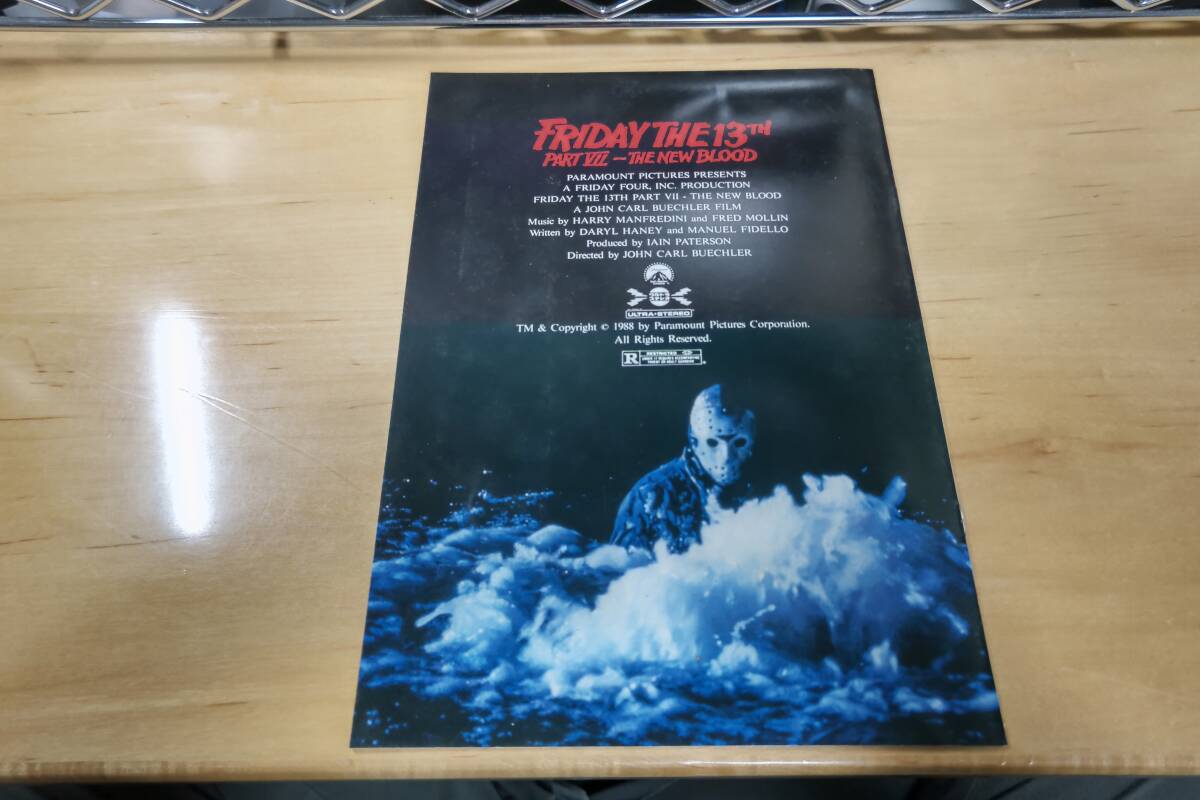 FRIDAY THE 13TH
PART VII - THE NEW BLOOD
PARAMOUNT PICTURES PRESENTS
A FRIDAY FOUR, INC. PRODUCTION
FRIDAY THE 13TH PART VII - THE NEW BLOOD
A JOHN CARL BUECHLER FILM
Music by HARRY MANFREDINI and FRED MOLLIN
Written by DARYL HANEY and MANUEL FIDELLO
Produced by IAIN PATERSON
Directed by JOHN CARL BUECHLER
ULTRA*STEREO
TM & Copyright © 1988 by Paramount Pictures Corporation.
All Rights Reserved.
R RESTRICTED